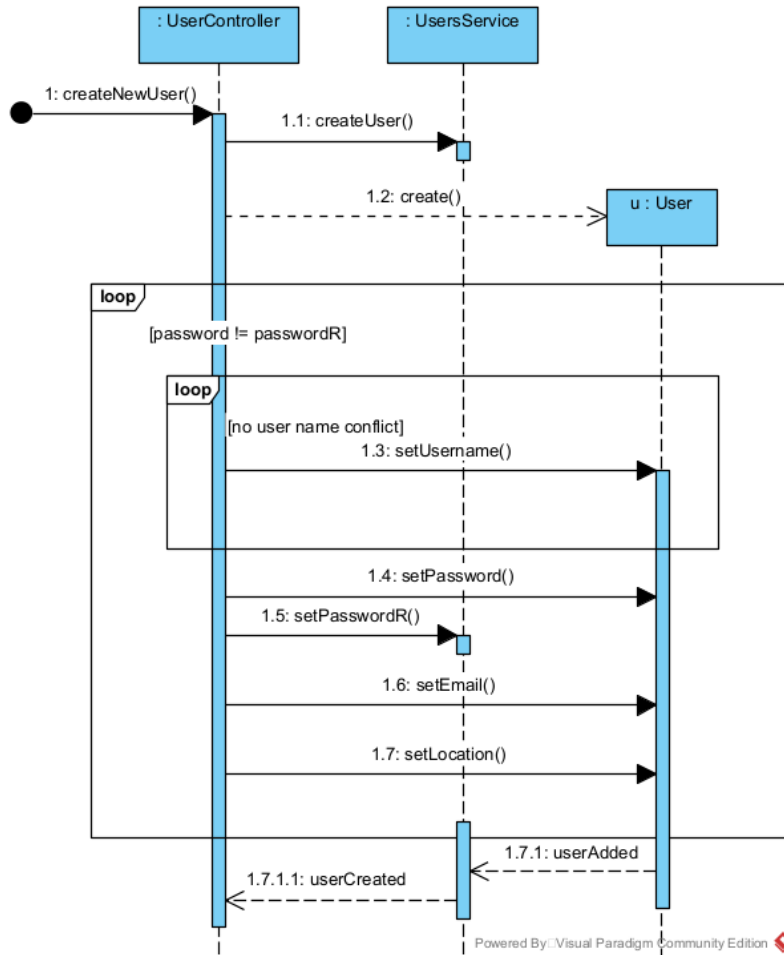 : UserController
: UsersService
1: createNewUser()
1.1: createUser()
1.2: create()
u : User
loop
[password != passwordR]
loop
[no user name conflict]
1.3: setUsername()
1.4: setPassword()
1.5: setPasswordR()
1.6: setEmail()
1.7: setLocation()
1.7.1: userAdded
1.7.1.1: userCreated
Powered By Visual Paradigm Community Edition